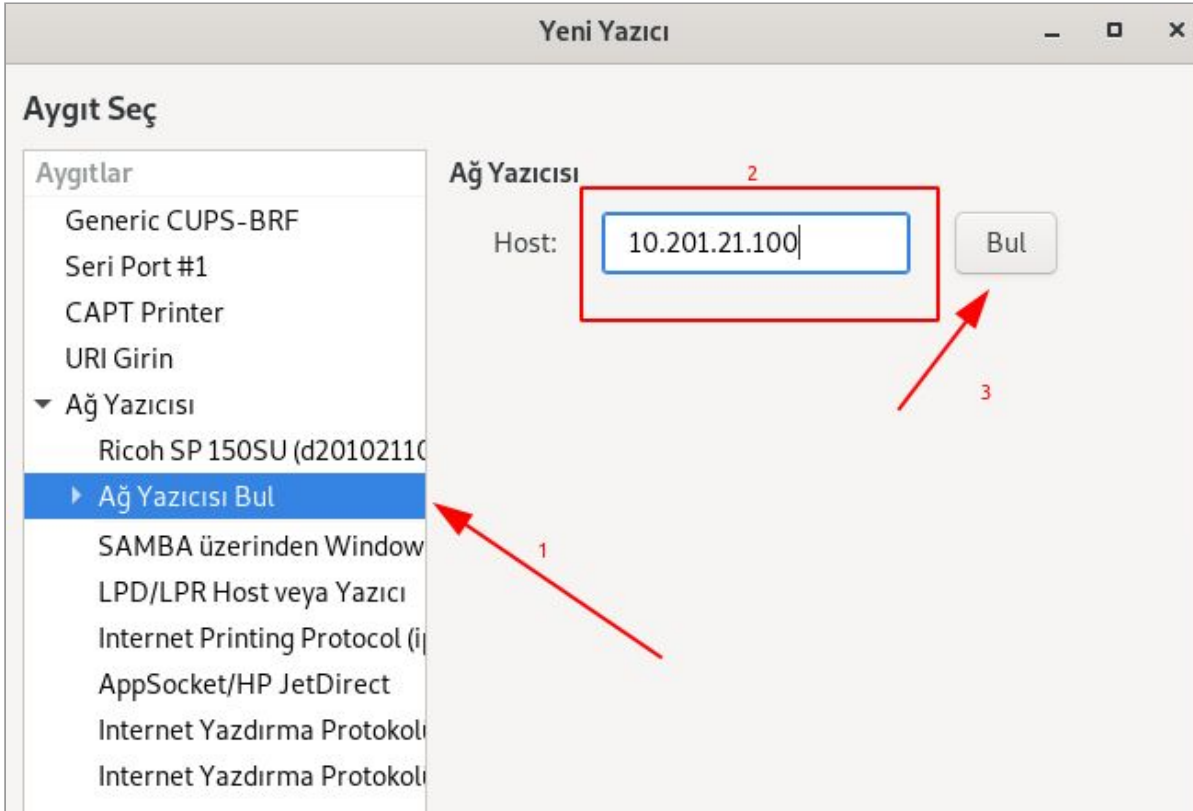 Yeni Yazıcı
Aygıt Seç
Aygıtlar
Generic CUPS-BRF
Seri Port #1
CAPT Printer
URI Girin
Ağ Yazıcısı
Ricoh SP 150SU (d20102110
Ağ Yazıcısı Bul
SAMBA üzerinden Window
LPD/LPR Host veya Yazıcı
Internet Printing Protocol (i
AppSocket/HP JetDirect
Internet Yazdırma Protokol
Internet Yazdırma Protokol
Ağ Yazıcısı
2
Host:
10.201.21.100
Bul
3
1